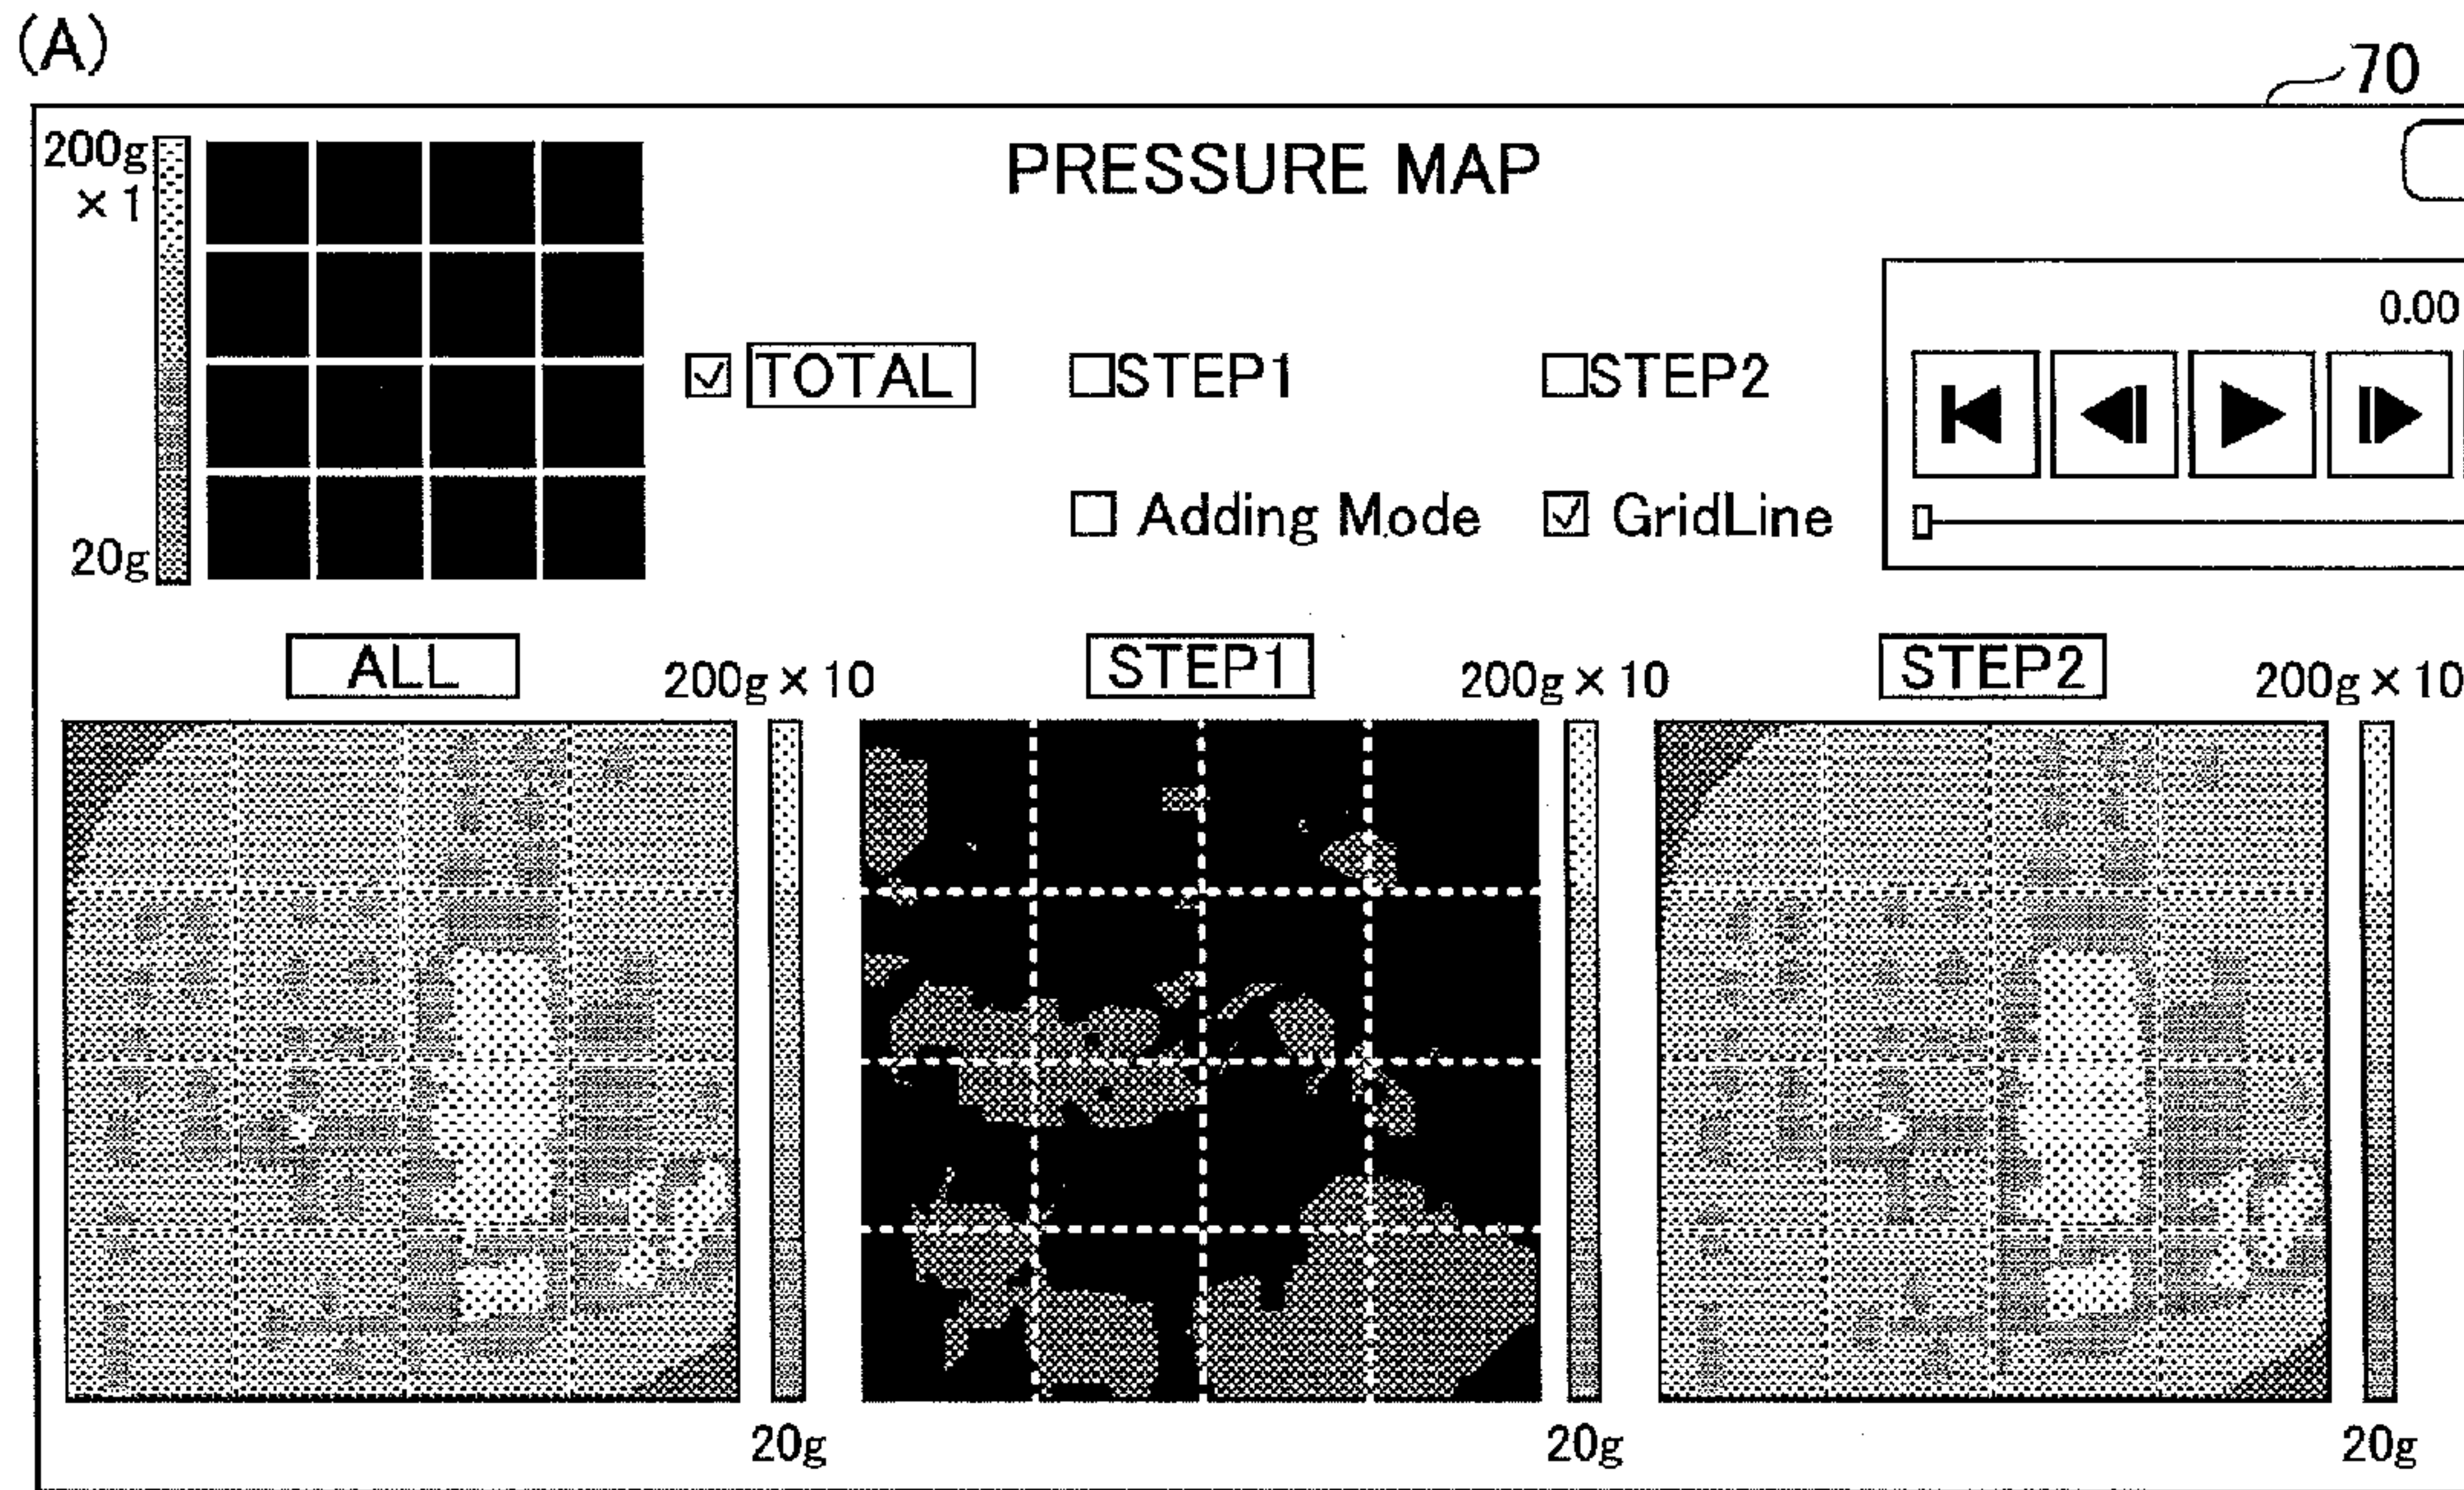 (A)
70
200g
×1
PRESSURE MAP
0.00
☑ TOTAL □STEP1 □STEP2
□ Adding Mode ☑ GridLine
20g
ALL 200g×10 STEP1 200g×10 STEP2 200g×10
20g 20g 20g